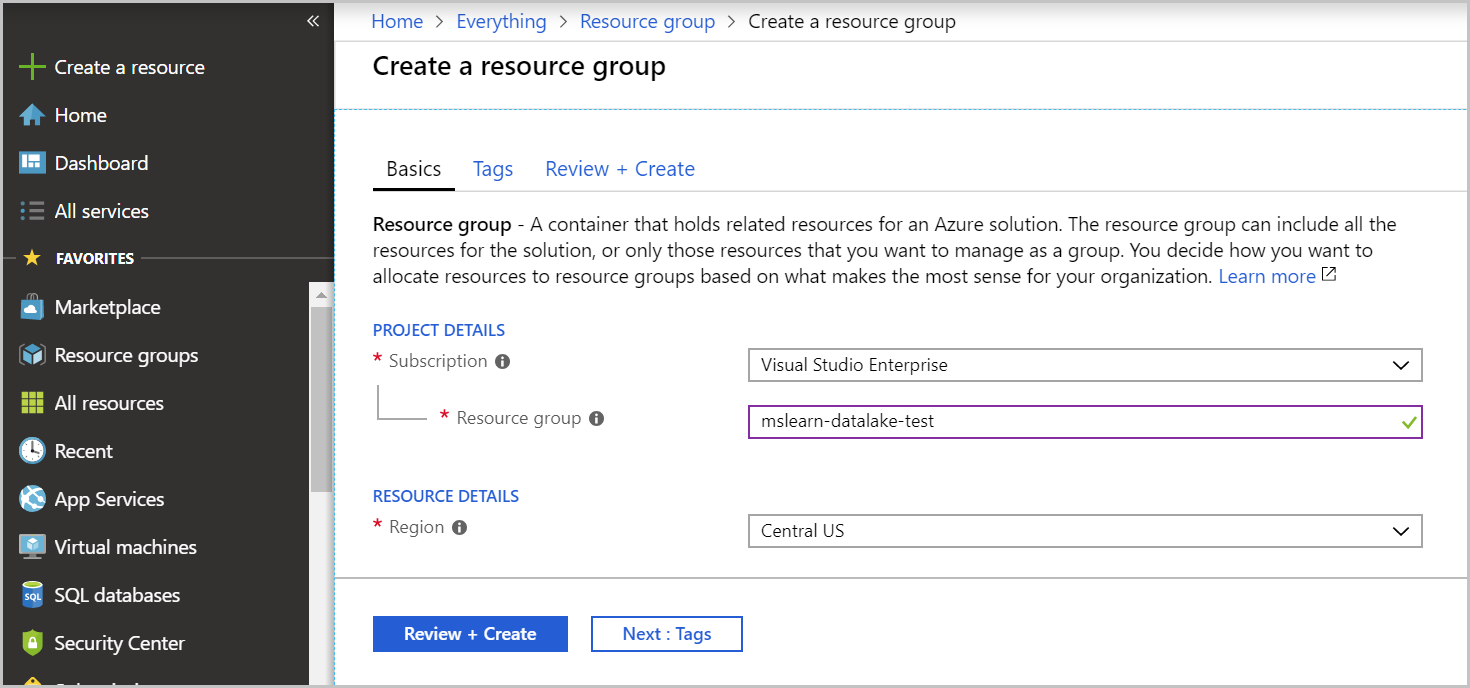 «
Create a resource
Home
Dashboard
All services
FAVORITES
Marketplace
Resource groups
All resources
Recent
App Services
Virtual machines
SQL
SQL databases
Security Center
Home > Everything > Resource group > Create a resource group
Create a resource group
Basics Tags Review + Create
Resource group - A container that holds related resources for an Azure solution. The resource group can include all the
resources for the solution, or only those resources that you want to manage as a group. You decide how you want to
allocate resources to resource groups based on what makes the most sense for your organization. Learn more
PROJECT DETAILS
* Subscription Visual Studio Enterprise
* Resource group mslearn-datalake-test
RESOURCE DETAILS
* Region Central US
Review + Create Next : Tags